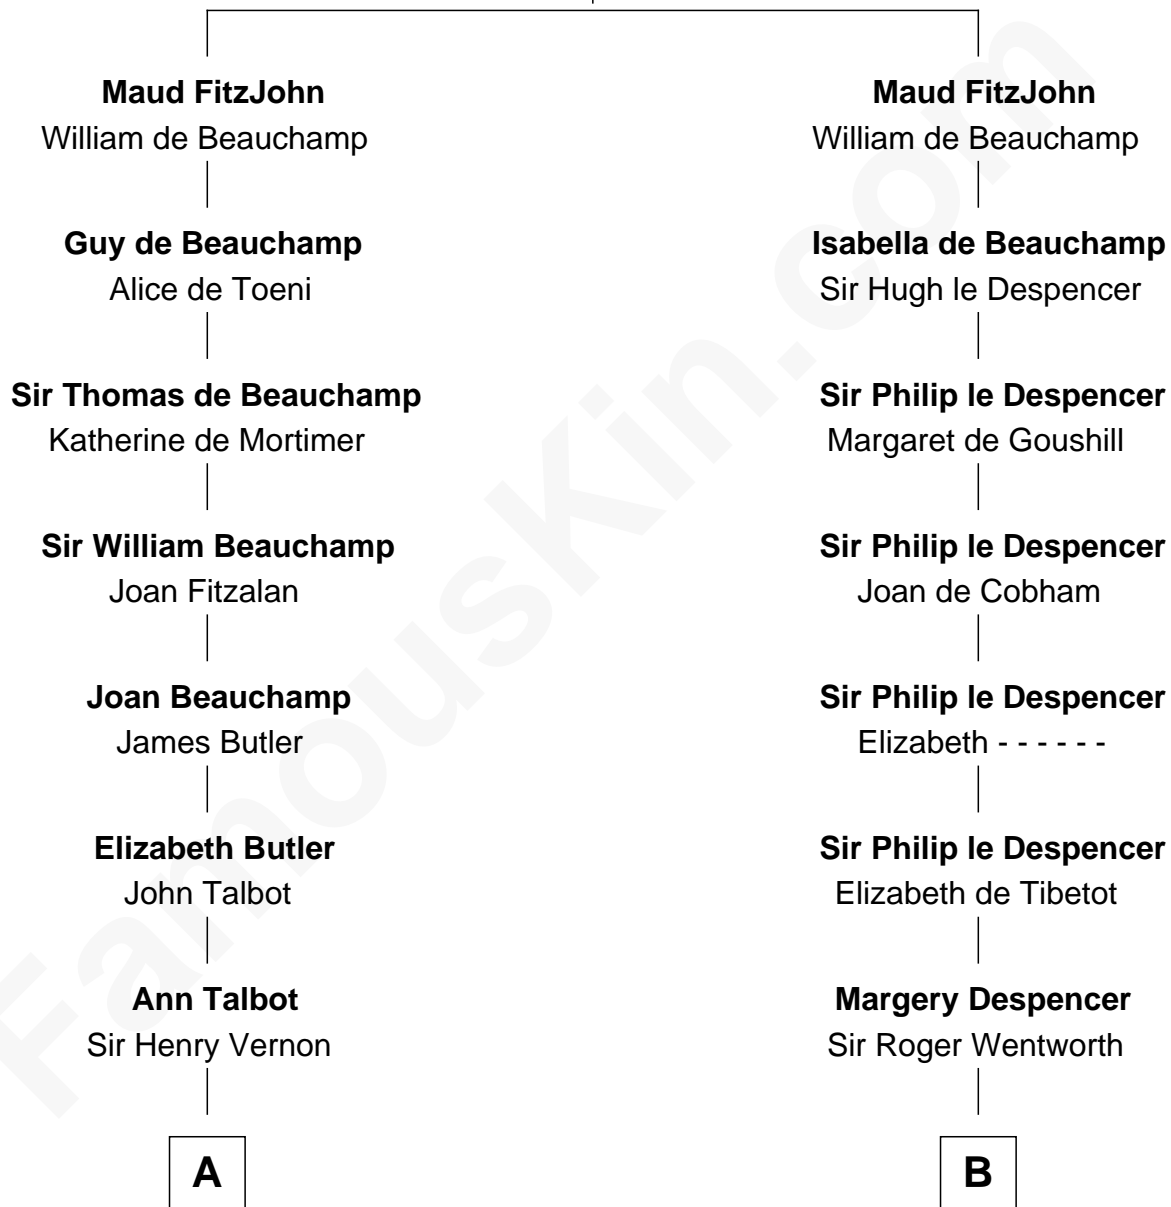 Maud FitzJohn
William de Beauchamp
Guy de Beauchamp
Alice de Toeni
Sir Thomas de Beauchamp
Katherine de Mortimer
Sir William Beauchamp
Joan Fitzalan
Joan Beauchamp
James Butler
Elizabeth Butler
John Talbot
Ann Talbot
Sir Henry Vernon
A
Maud FitzJohn
William de Beauchamp
Isabella de Beauchamp
Sir Hugh le Despencer
Sir Philip le Despencer
Margaret de Goushill
Sir Philip le Despencer
Joan de Cobham
Sir Philip le Despencer
Elizabeth - - - - - -
Sir Philip le Despencer
Elizabeth de Tibetot
Margery Despencer
Sir Roger Wentworth
B
FamousKin.com